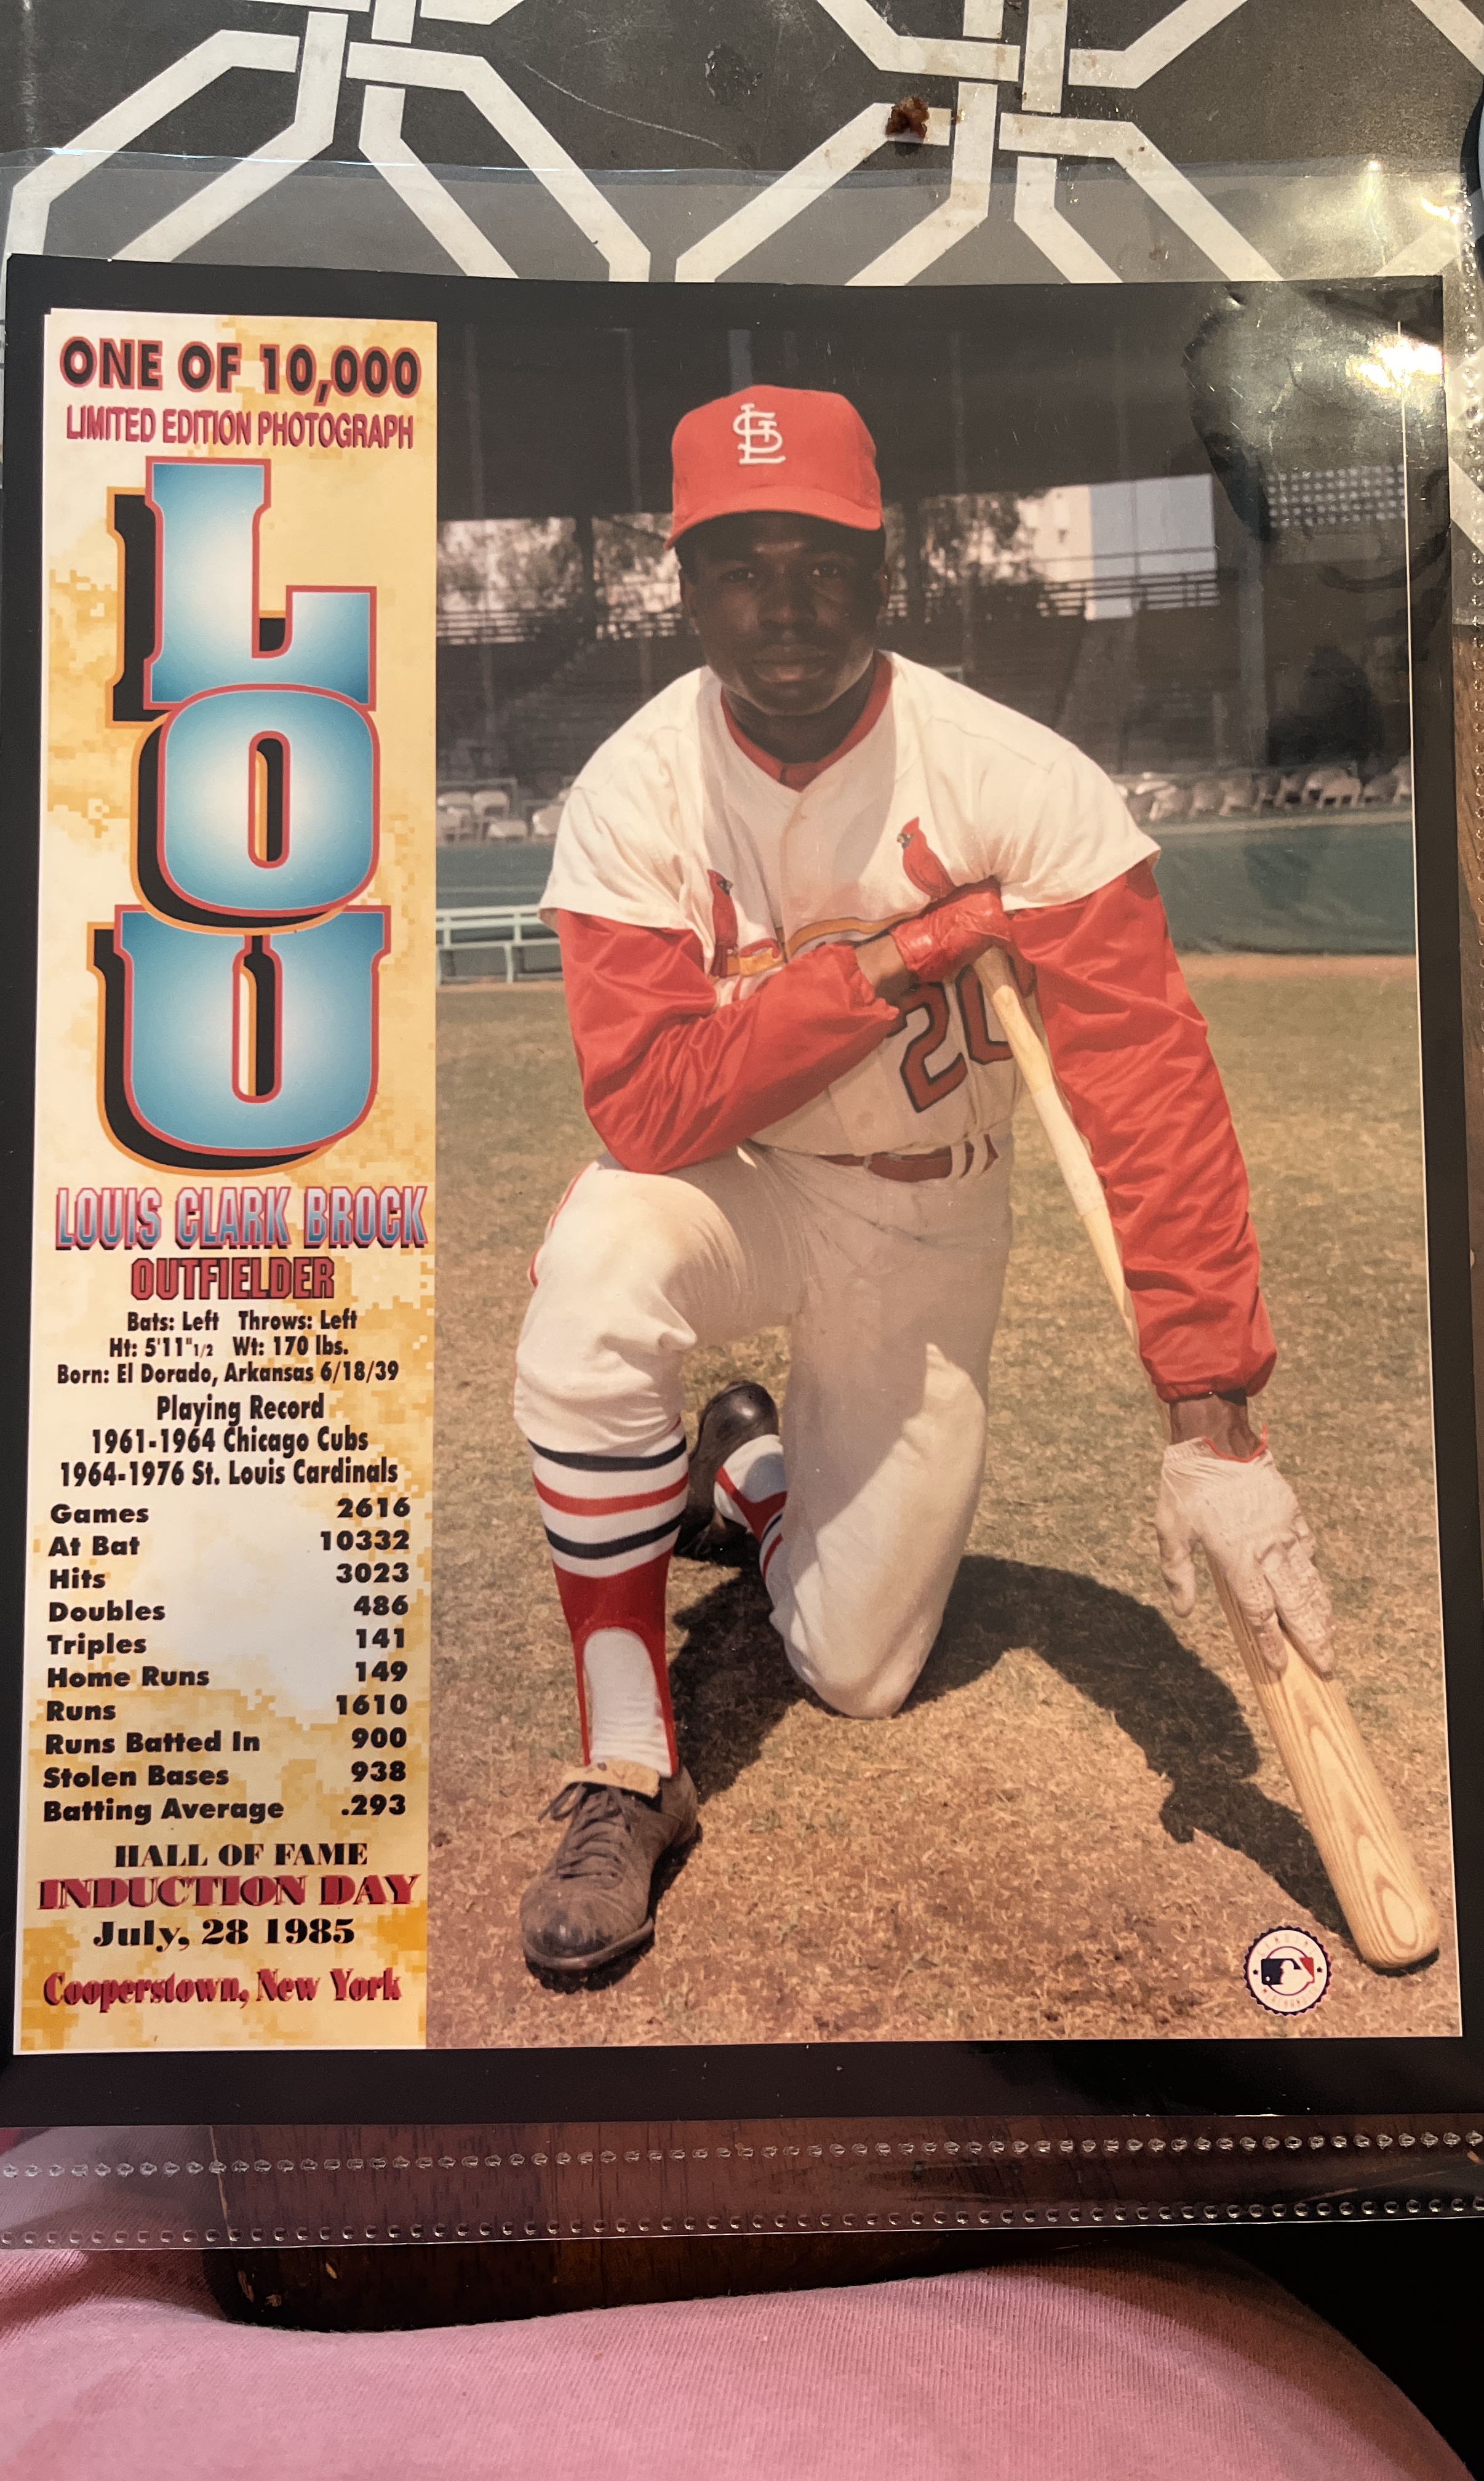 ONE OF 10,000
LIMITED EDITION PHOTOGRAPH
LOU
LOUIS CLARK BROCK
OUTFIELDER
Bats: Left Throws: Left
Ht: 5'11"1/2 Wt: 170 lbs.
Born: El Dorado, Arkansas 6/18/39
Playing Record
1961-1964 Chicago Cubs
1964-1976 St. Louis Cardinals
Games 2616
At Bat 10332
Hits 3023
Doubles 486
Triples 141
Home Runs 149
Runs 1610
Runs Batted In 900
Stolen Bases 938
Batting Average .293
HALL OF FAME
INDUCTION DAY
July, 28 1985
Cooperstown, New York
STL
20